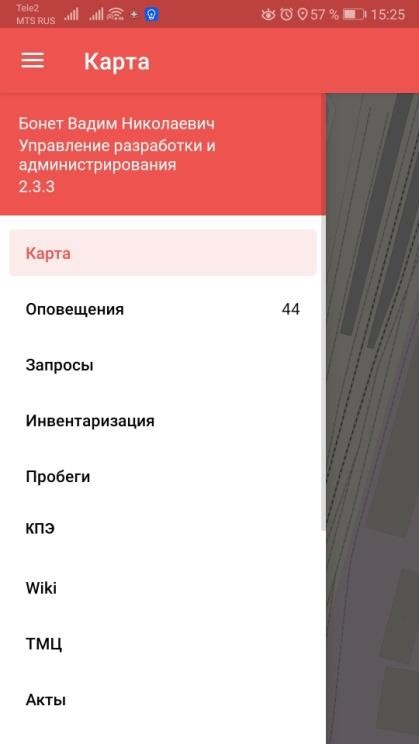 Tele2
MTS RUS
57 %
15:25
Карта
Бонет Вадим Николаевич
Управление разработки и
администрирования
2.3.3
Карта
Оповещения 44
Запросы
Инвентаризация
Пробеги
КПЭ
Wiki
ТМЦ
Акты